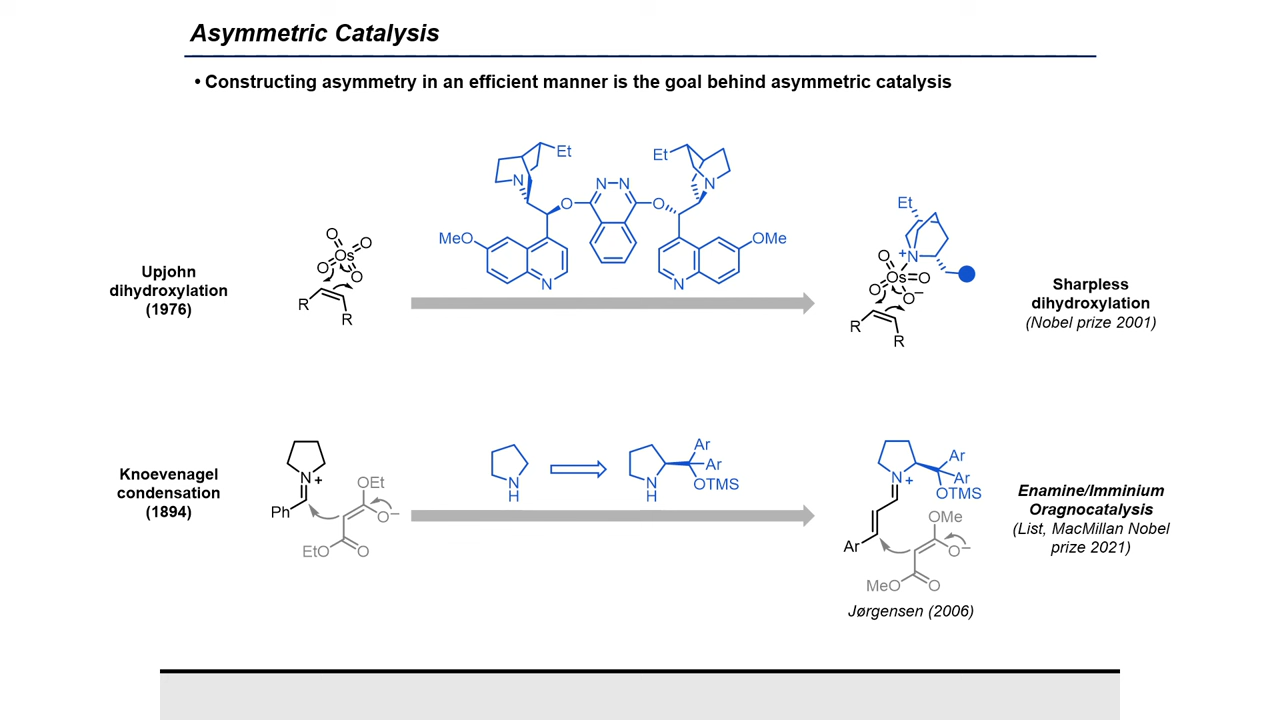 Asymmetric Catalysis
• Constructing asymmetry in an efficient manner is the goal behind asymmetric catalysis
Upjohn
dihydroxylation
(1976)
O
O
Os
O
O
R
R
Et
N
O
N
N
O
Et
N
MeO
OMe
N
N
Et
+N
O
Os
O
O
O–
R
R
Sharpless
dihydroxylation
(Nobel prize 2001)
Knoevenagel
condensation
(1894)
N
+
Ph
OEt
O–
EtO
O
N
H
N
H
Ar
Ar
OTMS
N
+
Ar
Ar
OTMS
Ar
OMe
O–
MeO
O
Jørgensen (2006)
Enamine/Imminium
Oragnocatalysis
(List, MacMillan Nobel
prize 2021)